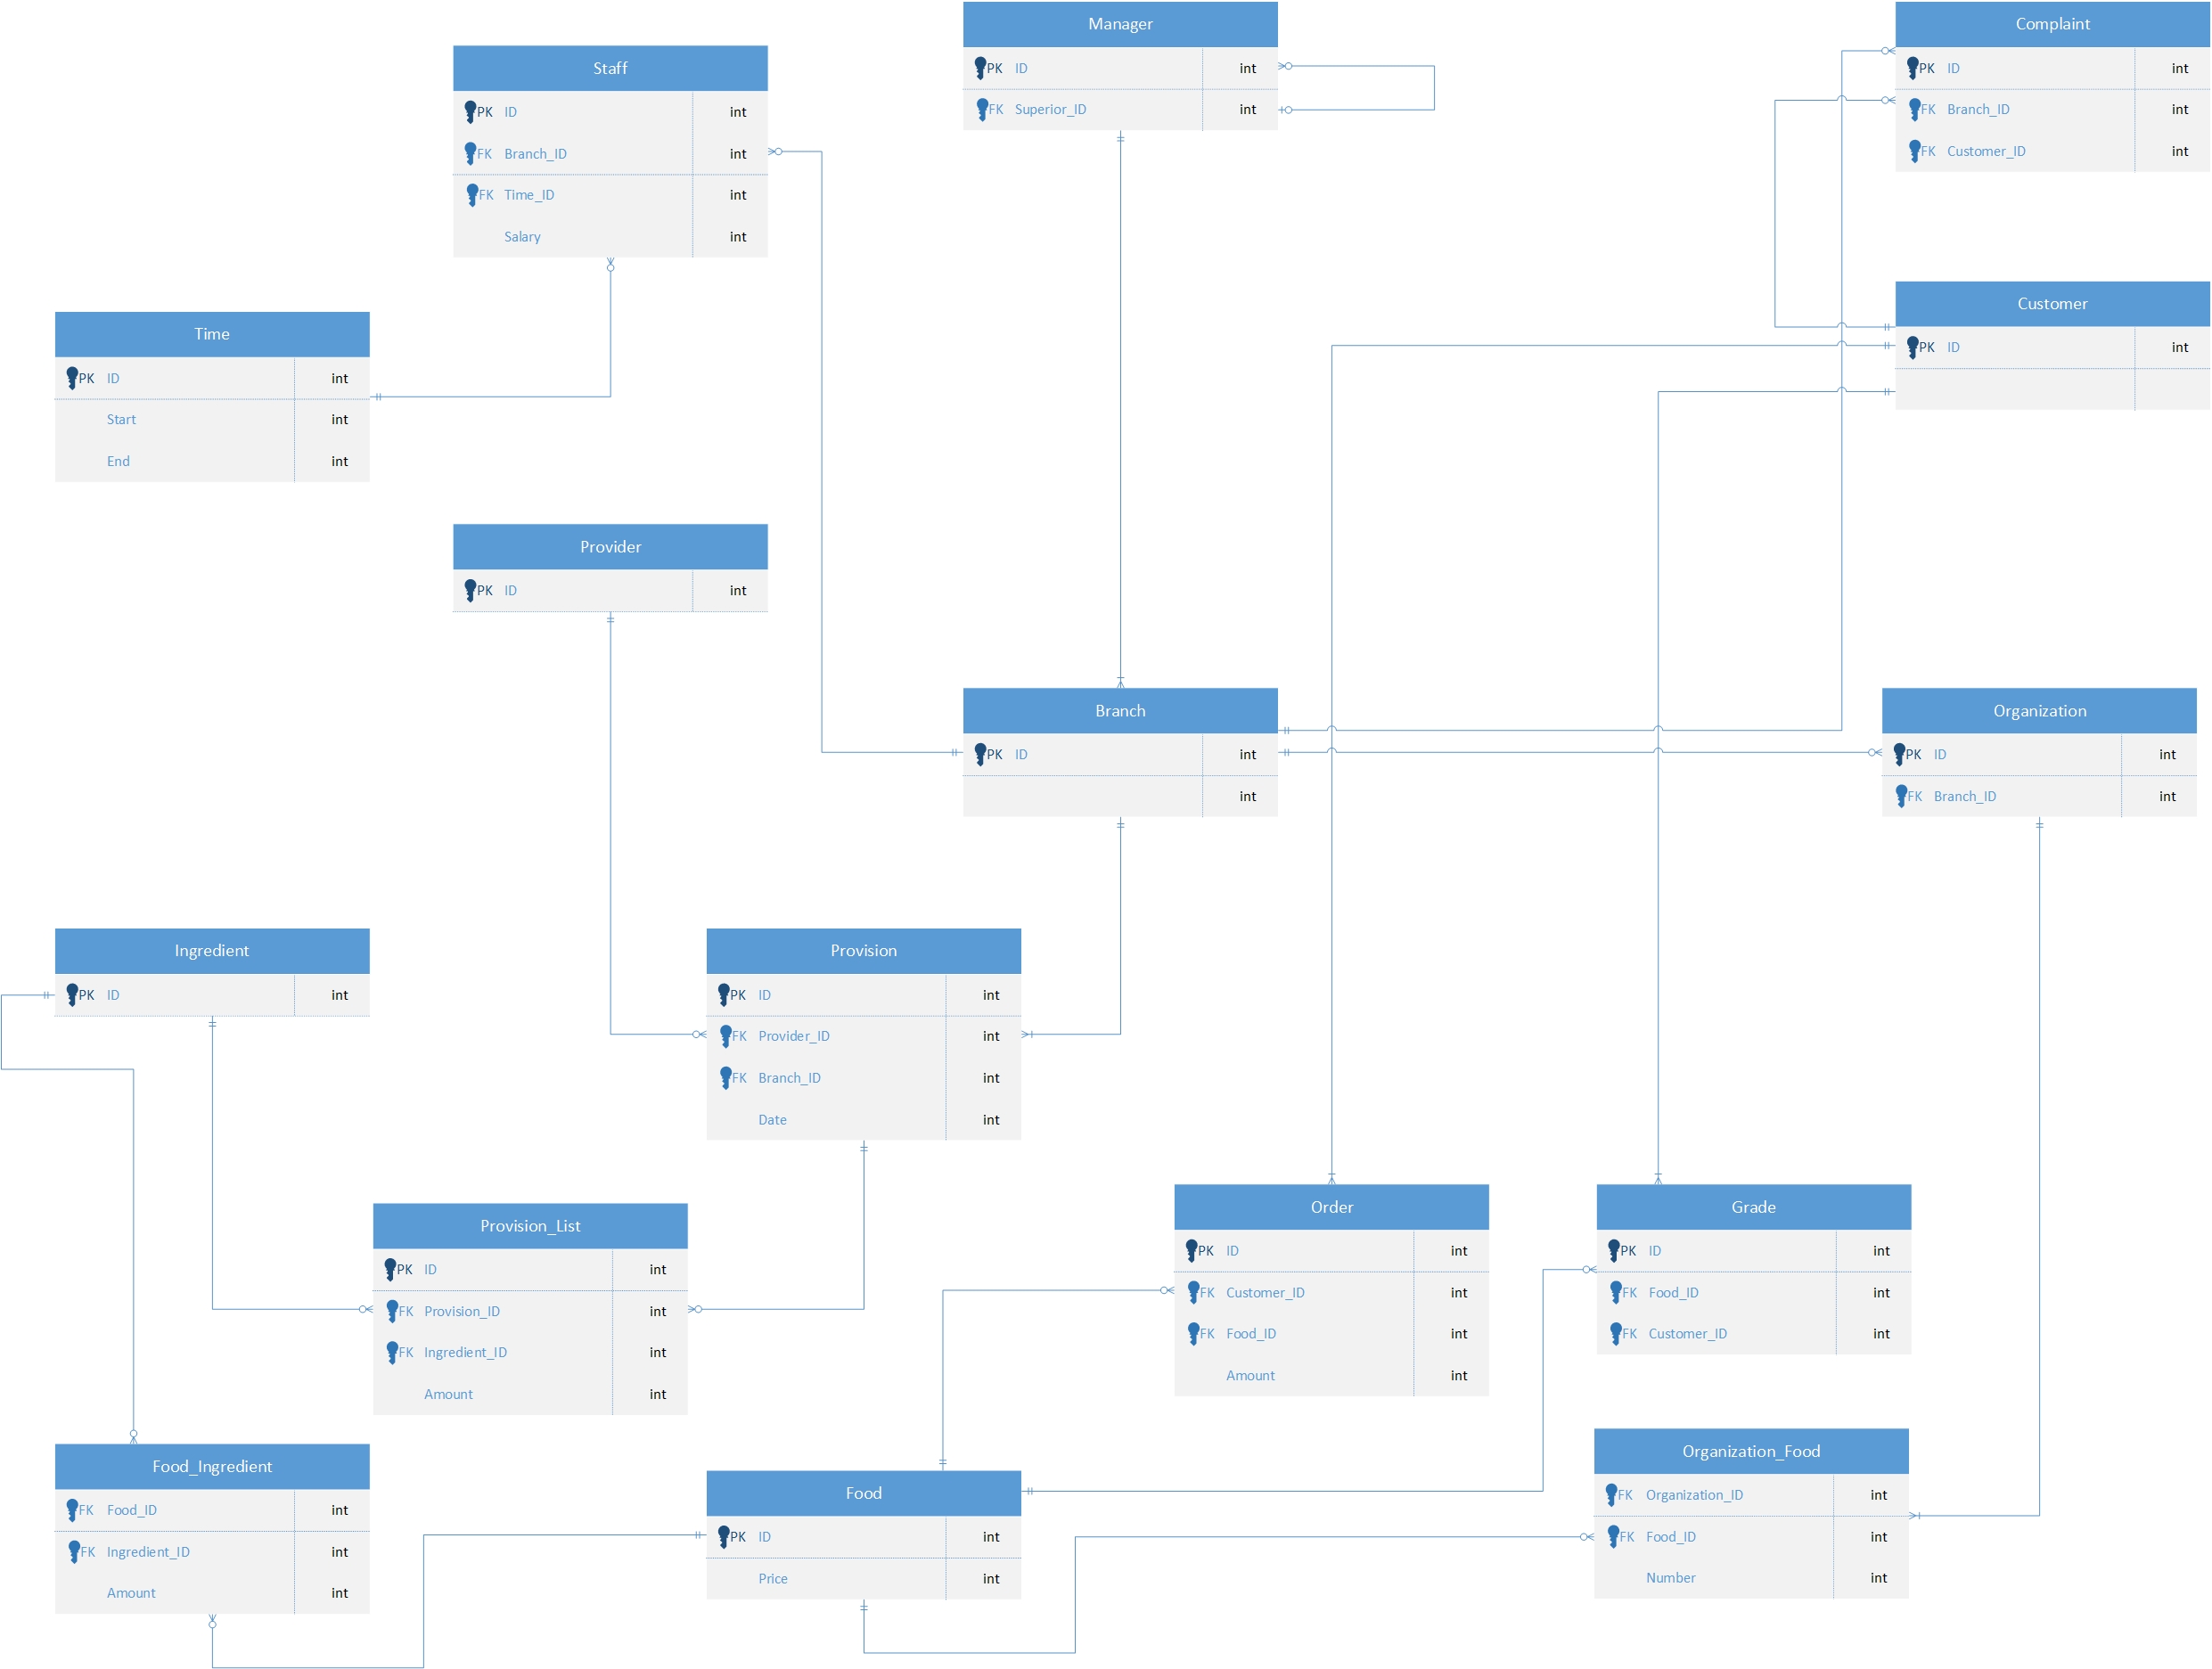 Manager
PK ID int
FK Superior_ID int
Complaint
PK ID int
FK Branch_ID int
FK Customer_ID int
Staff
PK ID int
FK Branch_ID int
FK Time_ID int
Salary int
Customer
PK ID int
Time
PK ID int
Start int
End int
Provider
PK ID int
Branch
PK ID int
int
Organization
PK ID int
FK Branch_ID int
Ingredient
PK ID int
Provision
PK ID int
FK Provider_ID int
FK Branch_ID int
Date int
Provision_List
PK ID int
FK Provision_ID int
FK Ingredient_ID int
Amount int
Order
PK ID int
FK Customer_ID int
FK Food_ID int
Amount int
Grade
PK ID int
FK Food_ID int
FK Customer_ID int
Food_Ingredient
FK Food_ID int
FK Ingredient_ID int
Amount int
Food
PK ID int
Price int
Organization_Food
FK Organization_ID int
FK Food_ID int
Number int